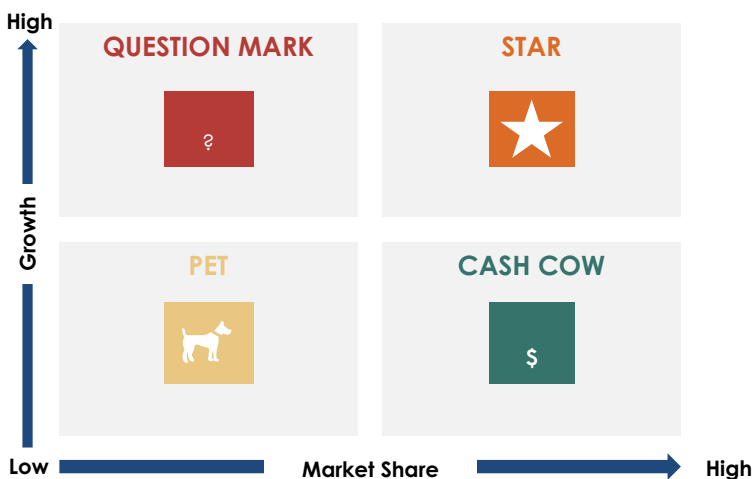 High
QUESTION MARK
STAR
?
Growth
PET
CASH COW
$
Low
Market Share
High